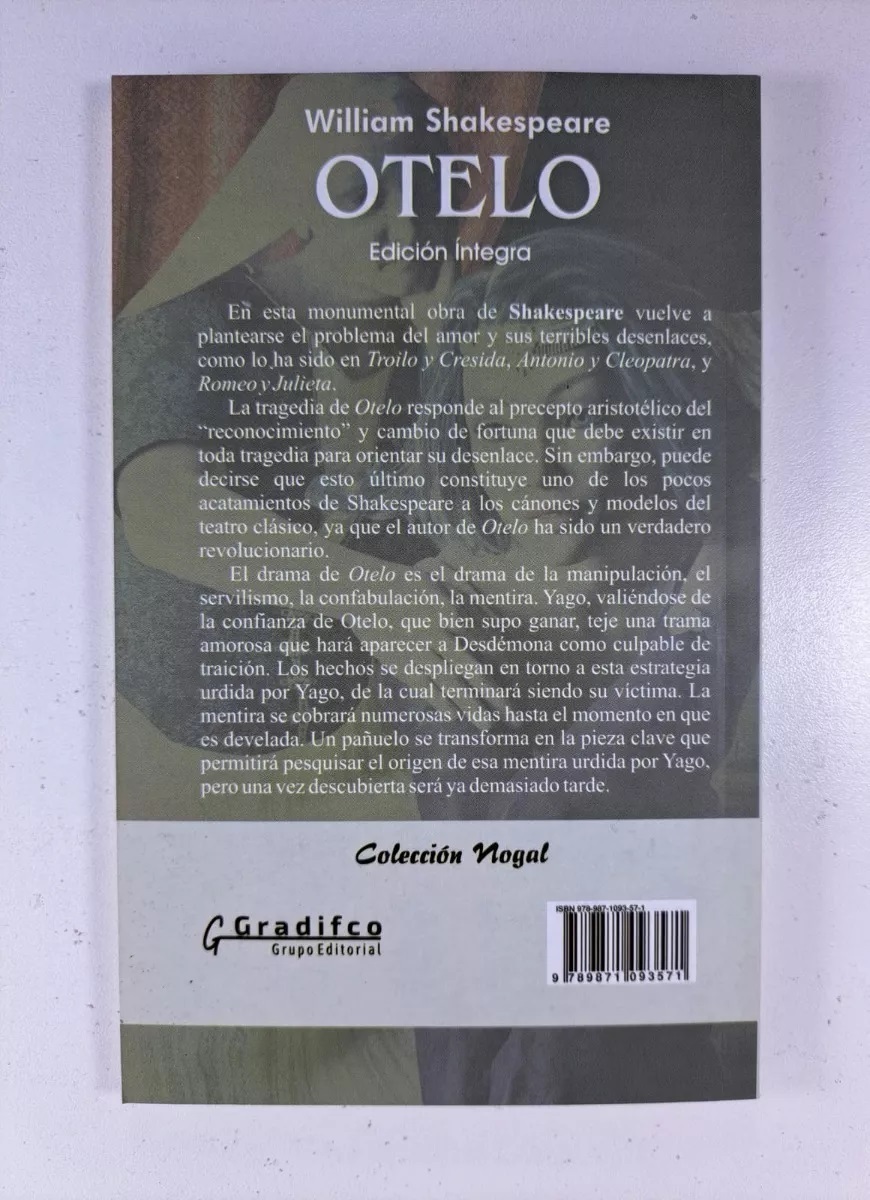 William Shakespeare
OTELO
Edición Íntegra
En esta monumental obra de Shakespeare vuelve a
plantearse el problema del amor y sus terribles desenlaces,
como lo ha sido en Troilo y Cresida, Antonio y Cleopatra, y
Romeo y Julieta.
La tragedia de Otelo responde al precepto aristotélico del
“reconocimiento” y cambio de fortuna que debe existir en
toda tragedia para orientar su desenlace. Sin embargo, puede
decirse que esto último constituye uno de los pocos
acatamientos de Shakespeare a los cánones y modelos del
teatro clásico, ya que el autor de Otelo ha sido un verdadero
revolucionario.
El drama de Otelo es el drama de la manipulación, el
servilismo, la confabulación, la mentira. Yago, valiéndose de
la confianza de Otelo, que bien supo ganar, teje una trama
amorosa que hará aparecer a Desdémona como culpable de
traición. Los hechos se despliegan en torno a esta estrategia
urdida por Yago, de la cual terminará siendo su víctima. La
mentira se cobrará numerosas vidas hasta el momento en que
es develada. Un pañuelo se transforma en la pieza clave que
permitirá pesquisar el origen de esa mentira urdida por Yago,
pero una vez descubierta será ya demasiado tarde.
Colección Nogal
Gradifco
Grupo Editorial
ISBN 978-987-1093-57-1
9 789871 093571